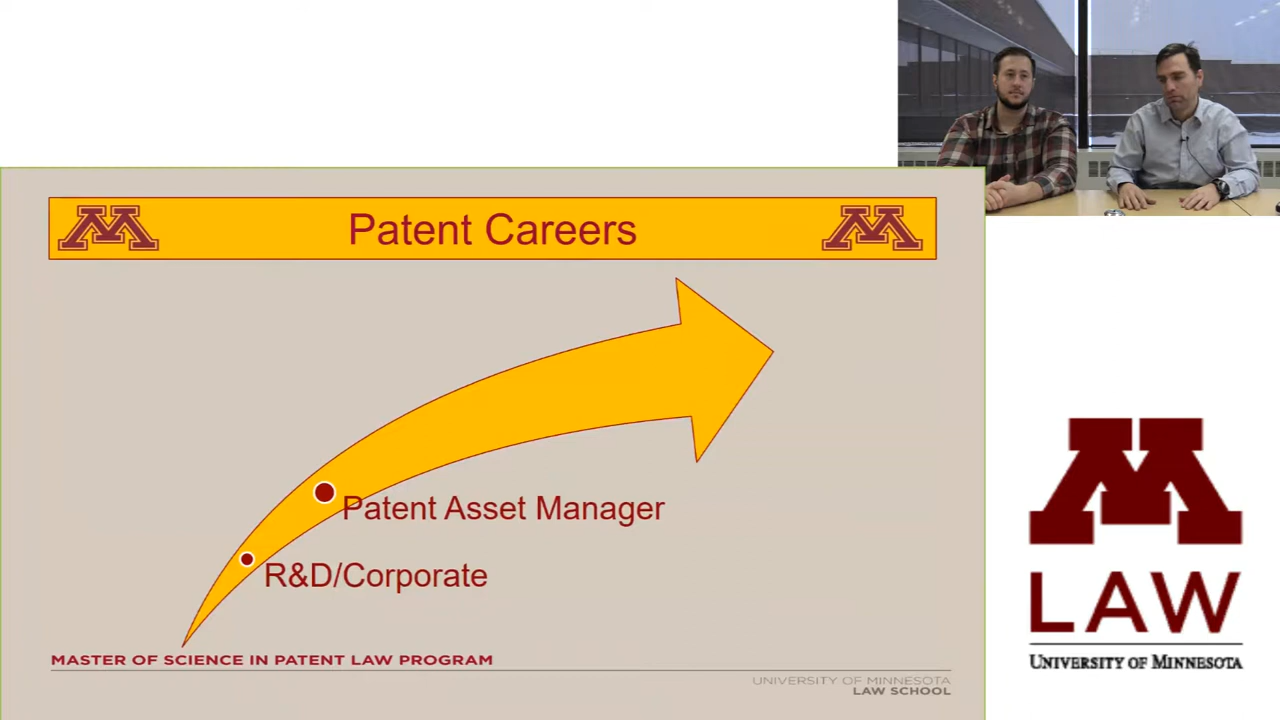 Patent Careers
Patent Asset Manager
R&D/Corporate
MASTER OF SCIENCE IN PATENT LAW PROGRAM
UNIVERSITY OF MINNESOTA
LAW SCHOOL
M
LAW
UNIVERSITY OF MINNESOTA